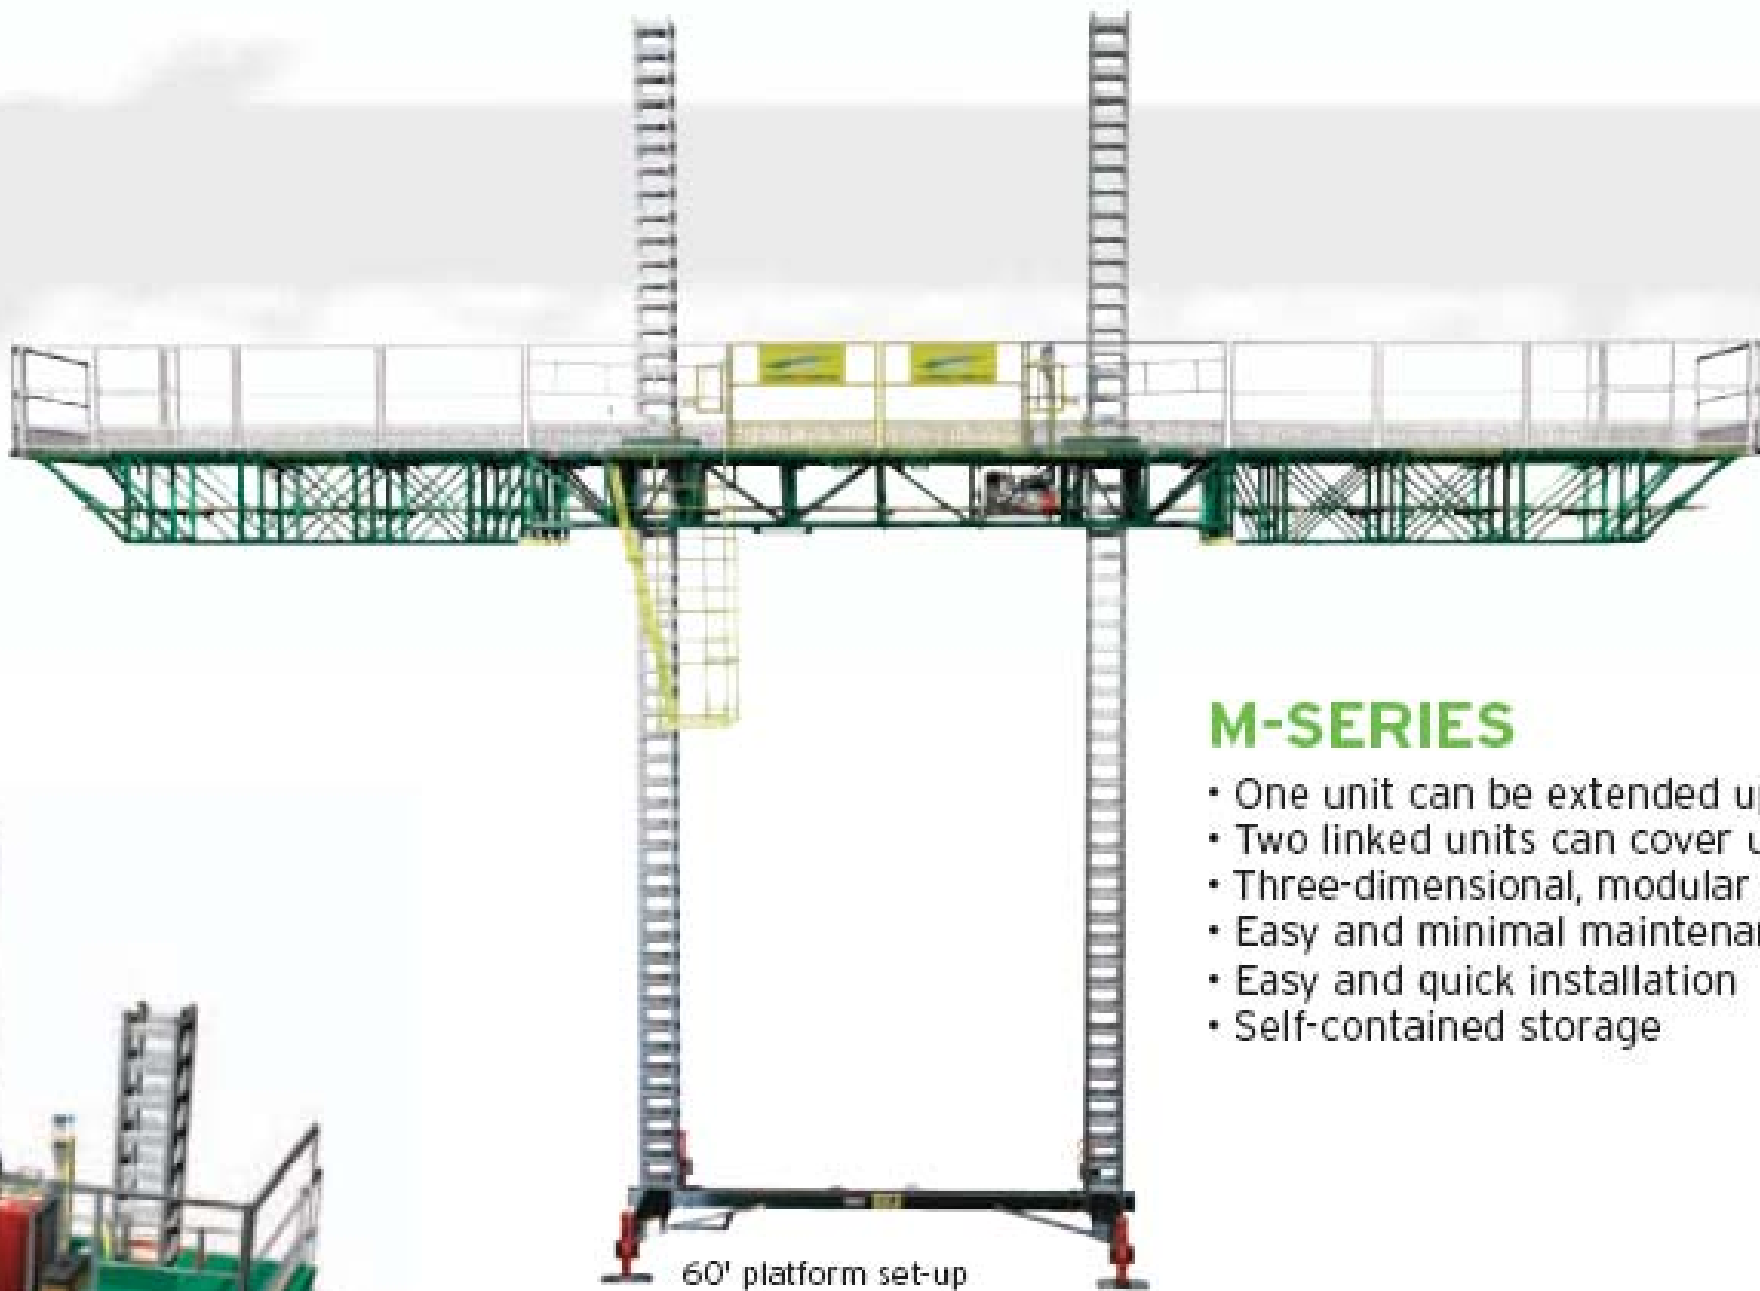 M-SERIES
• One unit can be extended
• Two linked units can cover
• Three-dimensional, modular
• Easy and minimal
• Easy and quick installation
• Self-contained storage
60' platform set-up